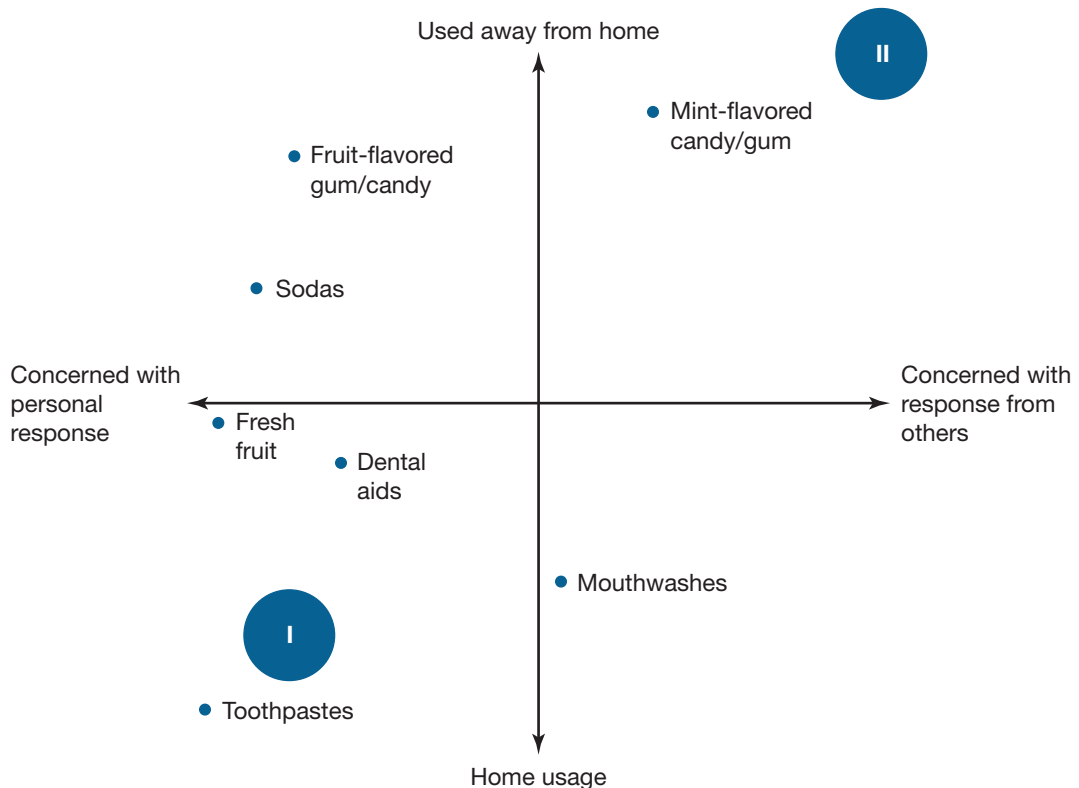 Used away from home
II
Mint-flavored
candy/gum
Fruit-flavored
gum/candy
Sodas
Concerned with
personal
response
Concerned with
response from
others
Fresh
fruit
Dental
aids
Mouthwashes
I
Toothpastes
Home usage